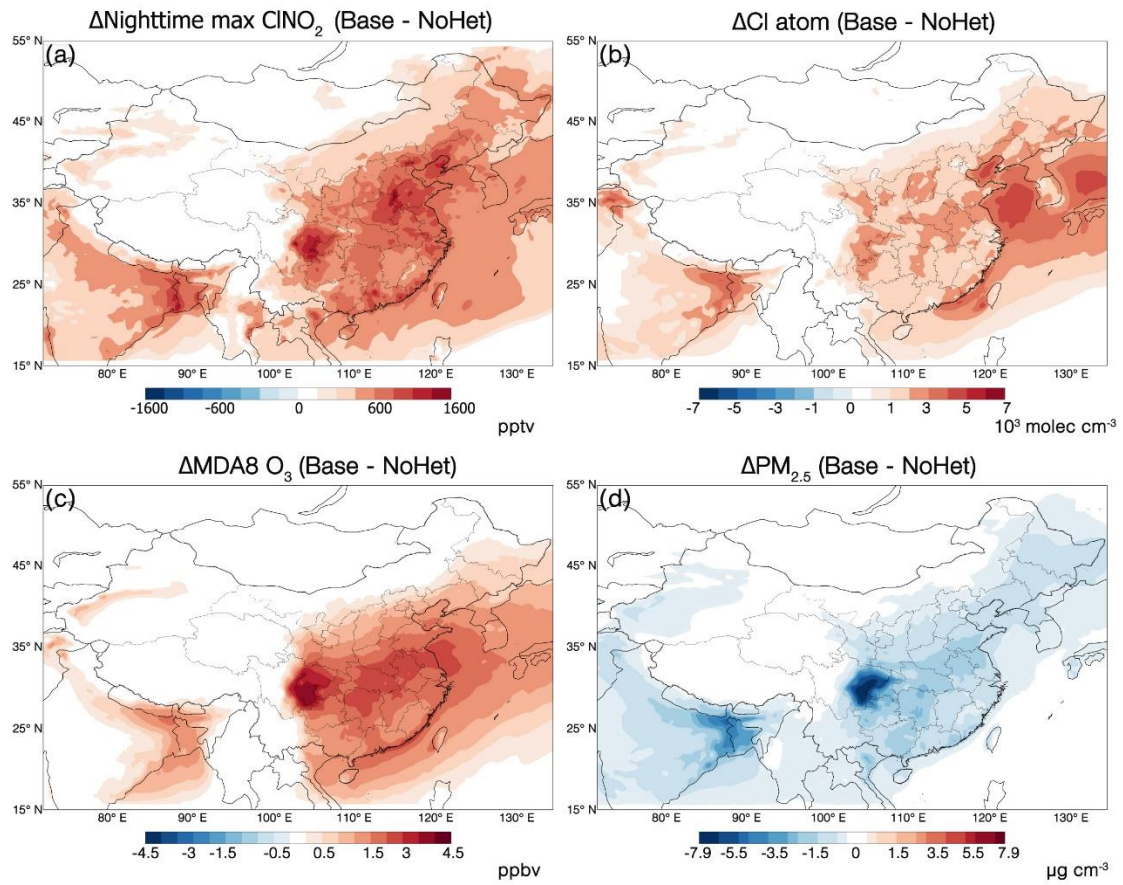 ΔNighttime max ClNO₂ (Base - NoHet)
ΔCl atom (Base - NoHet)
(a)
(b)
55° N
45° N
35° N
25° N
15° N
80° E 90° E 100° E 110° E 120° E 130° E
-1600 -600 0 600 1600
pptv
55° N
45° N
35° N
25° N
15° N
80° E 90° E 100° E 110° E 120° E 130° E
-7 -5 -3 -1 0 1 3 5 7
10³ molec cm⁻³
ΔMDA8 O₃ (Base - NoHet)
ΔPM₂.₅ (Base - NoHet)
(c)
(d)
55° N
45° N
35° N
25° N
15° N
80° E 90° E 100° E 110° E 120° E 130° E
-4.5 -3 -1.5 -0.5 0.5 1.5 3 4.5
ppbv
55° N
45° N
35° N
25° N
15° N
80° E 90° E 100° E 110° E 120° E 130° E
-7.9 -5.5 -3.5 -1.5 0 1.5 3.5 5.5 7.9
µg cm⁻³